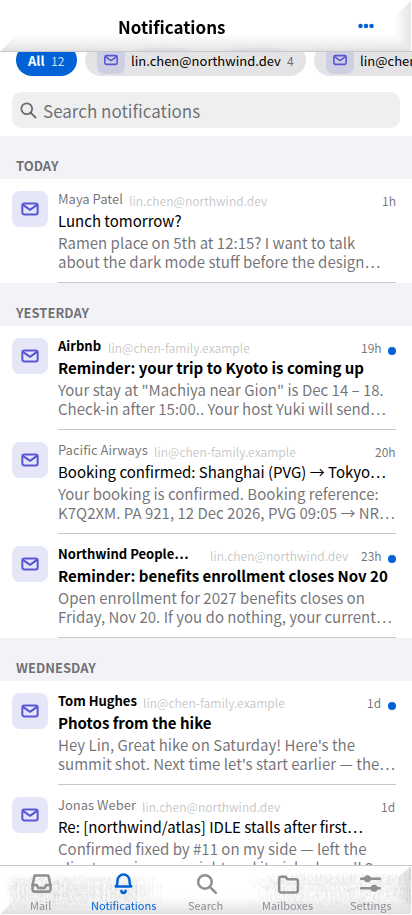 Notifications
All 12 lin.chen@northwind.dev 4 lin@cher
Search notifications
TODAY
Maya Patel lin.chen@northwind.dev 1h
Lunch tomorrow?
Ramen place on 5th at 12:15? I want to talk
about the dark mode stuff before the design…
YESTERDAY
Airbnb lin@chen-family.example 19h
Reminder: your trip to Kyoto is coming up
Your stay at "Machiya near Gion" is Dec 14 – 18.
Check-in after 15:00.. Your host Yuki will send…
Pacific Airways lin@chen-family.example 20h
Booking confirmed: Shanghai (PVG) → Tokyo…
Your booking is confirmed. Booking reference:
K7Q2XM. PA 921, 12 Dec 2026, PVG 09:05 → NR…
Northwind People… lin.chen@northwind.dev 23h
Reminder: benefits enrollment closes Nov 20
Open enrollment for 2027 benefits closes on
Friday, Nov 20. If you do nothing, your current…
WEDNESDAY
Tom Hughes lin@chen-family.example 1d
Photos from the hike
Hey Lin, Great hike on Saturday! Here's the
summit shot. Next time let's start earlier — the…
Jonas Weber lin.chen@northwind.dev 1d
Re: [northwind/atlas] IDLE stalls after first…
Confirmed fixed by #11 on my side — left the
Mail Notifications Search Mailboxes Settings